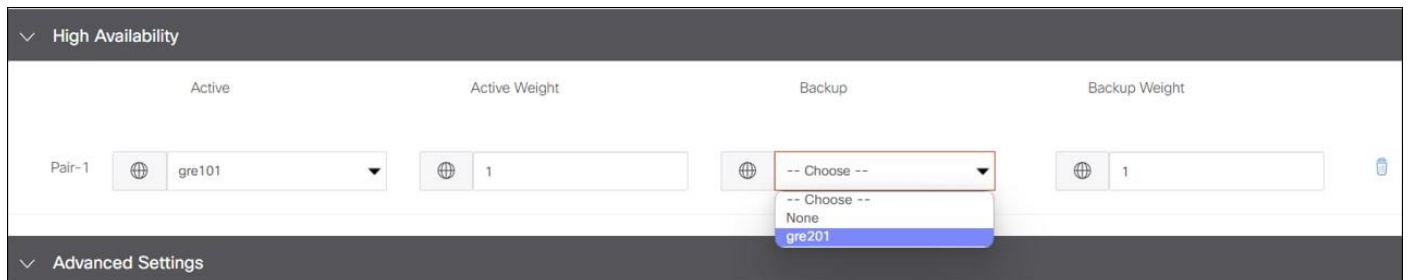 High Availability
Active Active Weight Backup Backup Weight
Pair-1 gre101 1 -- Choose -- 1
-- Choose --
None
gre201
Advanced Settings